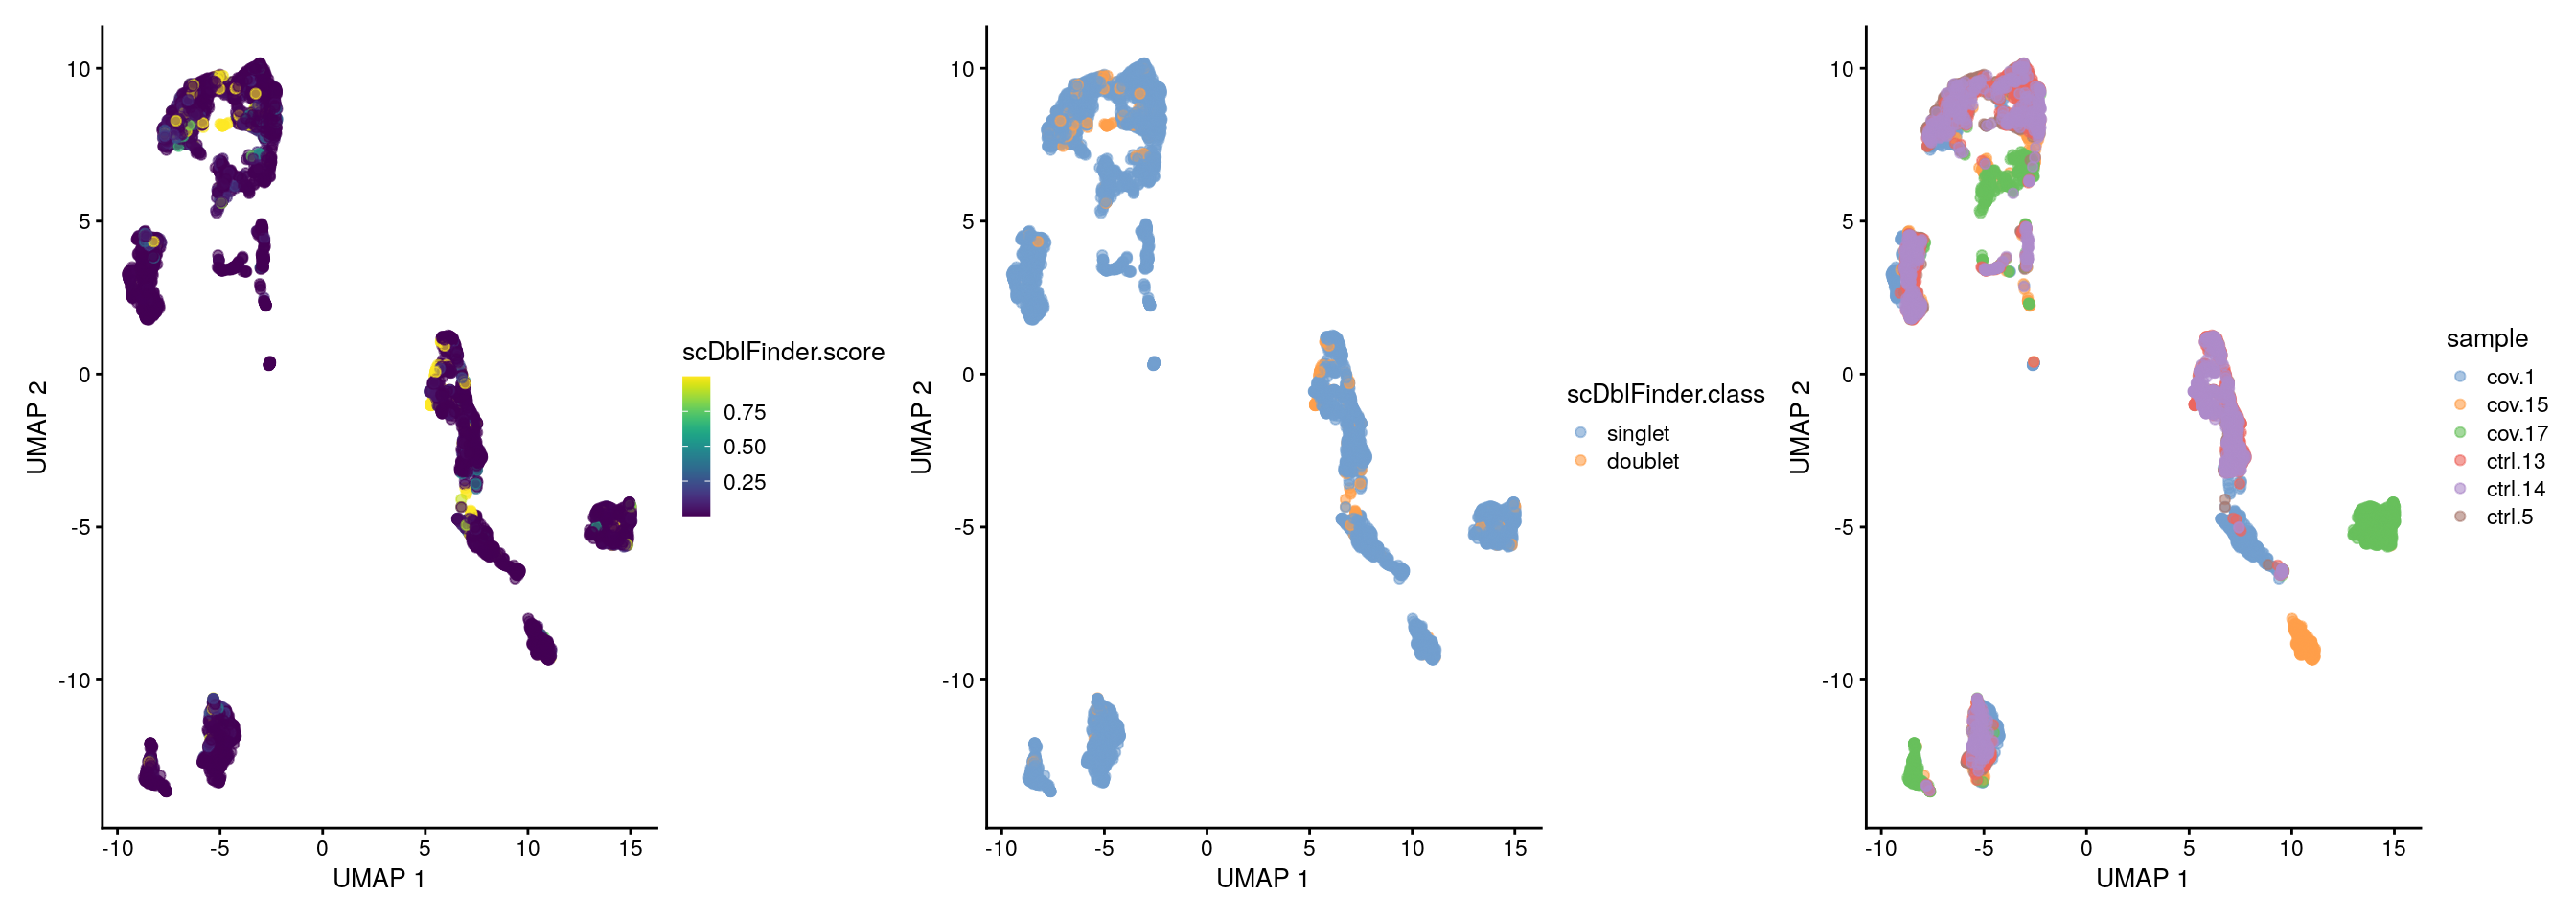 10
5
0
-5
-10
UMAP 2
-10 -5 0 5 10 15
UMAP 1
scDblFinder.score
0.75
0.50
0.25
10
5
0
-5
-10
UMAP 2
-10 -5 0 5 10 15
UMAP 1
scDblFinder.class
singlet
doublet
10
5
0
-5
-10
UMAP 2
-10 -5 0 5 10 15
UMAP 1
sample
cov.1
cov.15
cov.17
ctrl.13
ctrl.14
ctrl.5